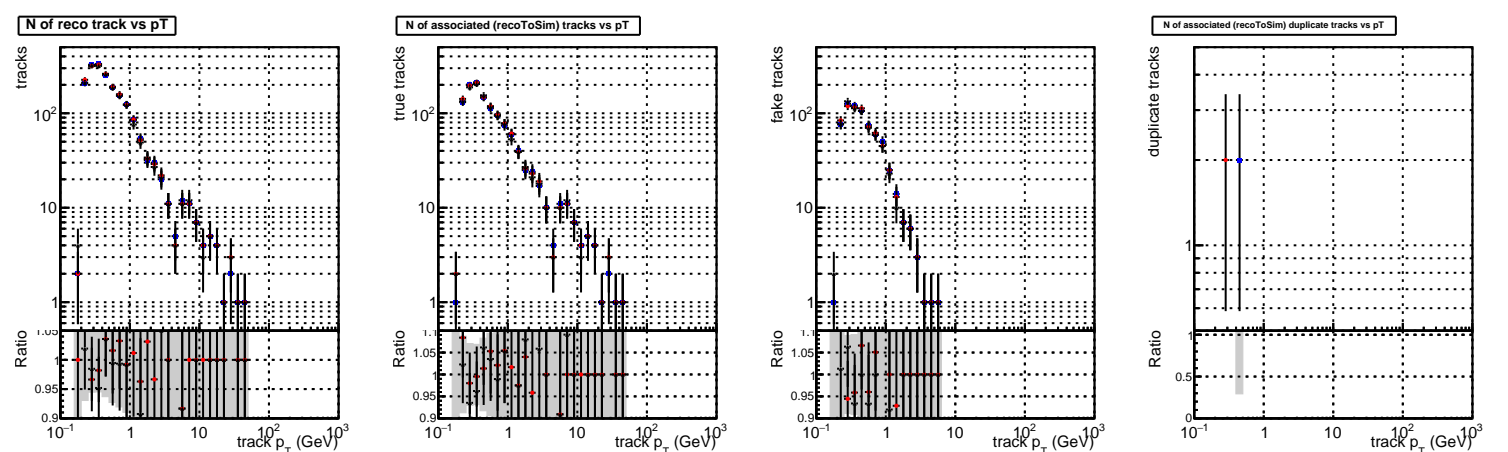 N of reco track vs pT
N of associated (recoToSim) tracks vs pT
N of associated (recoToSim) duplicate tracks vs pT
tracks
10²
10
1
Ratio
1.05
1
0.95
0.9
10⁻¹ 1 10 10² 10³
track p_T (GeV)
true tracks
10²
10
1
Ratio
1.1
1.05
1
0.95
0.9
10⁻¹ 1 10 10² 10³
track p_T (GeV)
fake tracks
10²
10
1
Ratio
1.1
1.05
1
0.95
0.9
10⁻¹ 1 10 10² 10³
track p_T (GeV)
duplicate tracks
1
Ratio
1
0.5
0
10⁻¹ 1 10 10² 10³
track p_T (GeV)